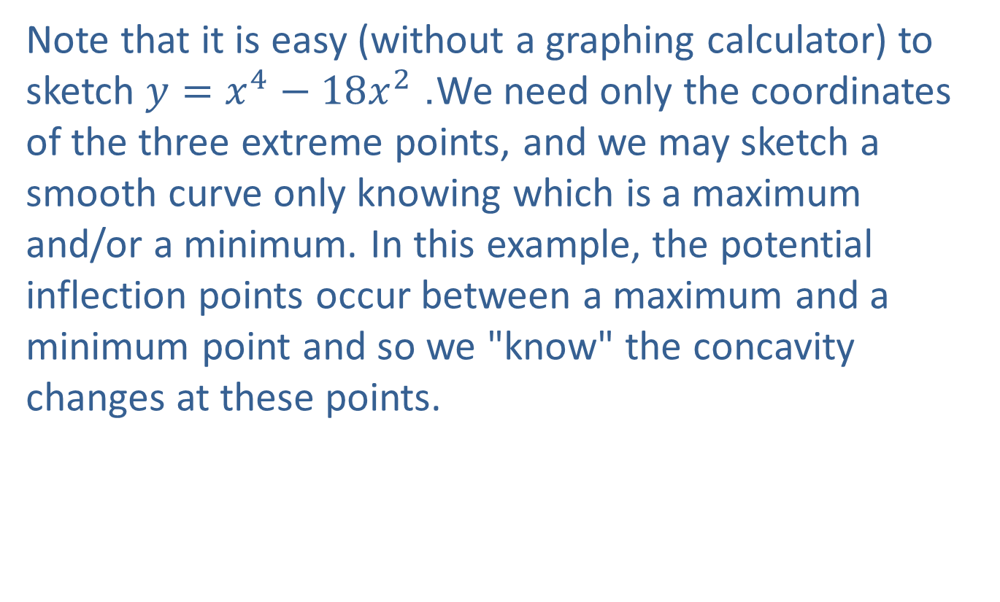 Note that it is easy (without a graphing calculator) to
sketch 𝑦 = 𝑥⁴ − 18𝑥² .We need only the coordinates
of the three extreme points, and we may sketch a
smooth curve only knowing which is a maximum
and/or a minimum. In this example, the potential
inflection points occur between a maximum and a
minimum point and so we "know" the concavity
changes at these points.